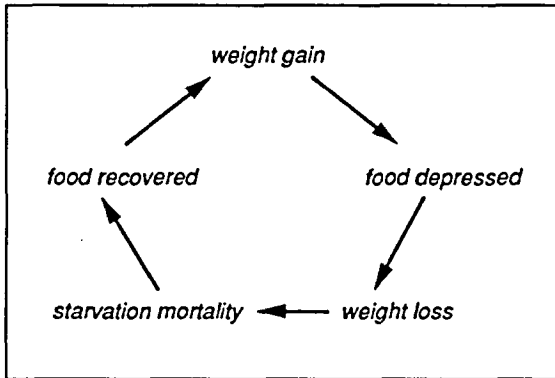 weight gain
food recovered
food depressed
starvation mortality
weight loss